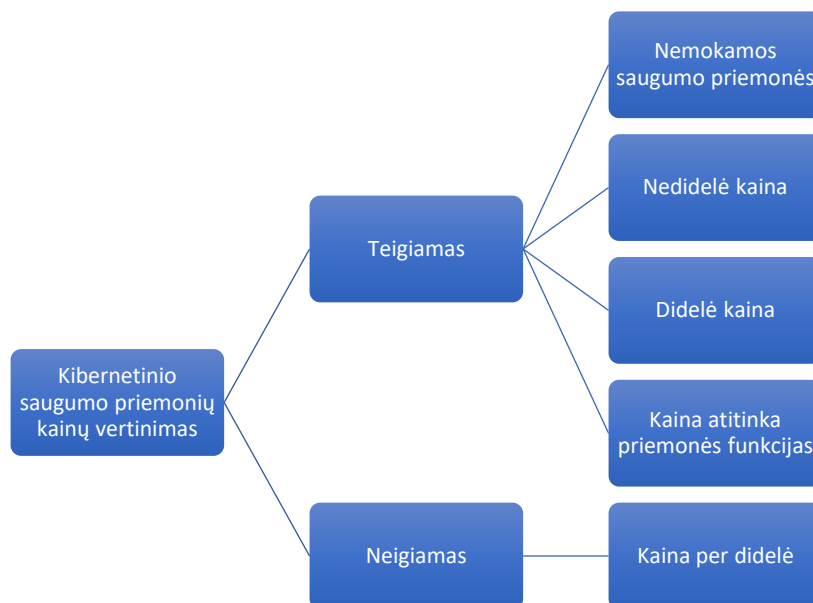 Kibernetinio
saugumo priemonių
kainų vertinimas
Teigiamas
Nemokamos
saugumo priemonės
Nedidelė kaina
Didelė kaina
Kaina atitinka
priemonės funkcijas
Neigiamas
Kaina per didelė